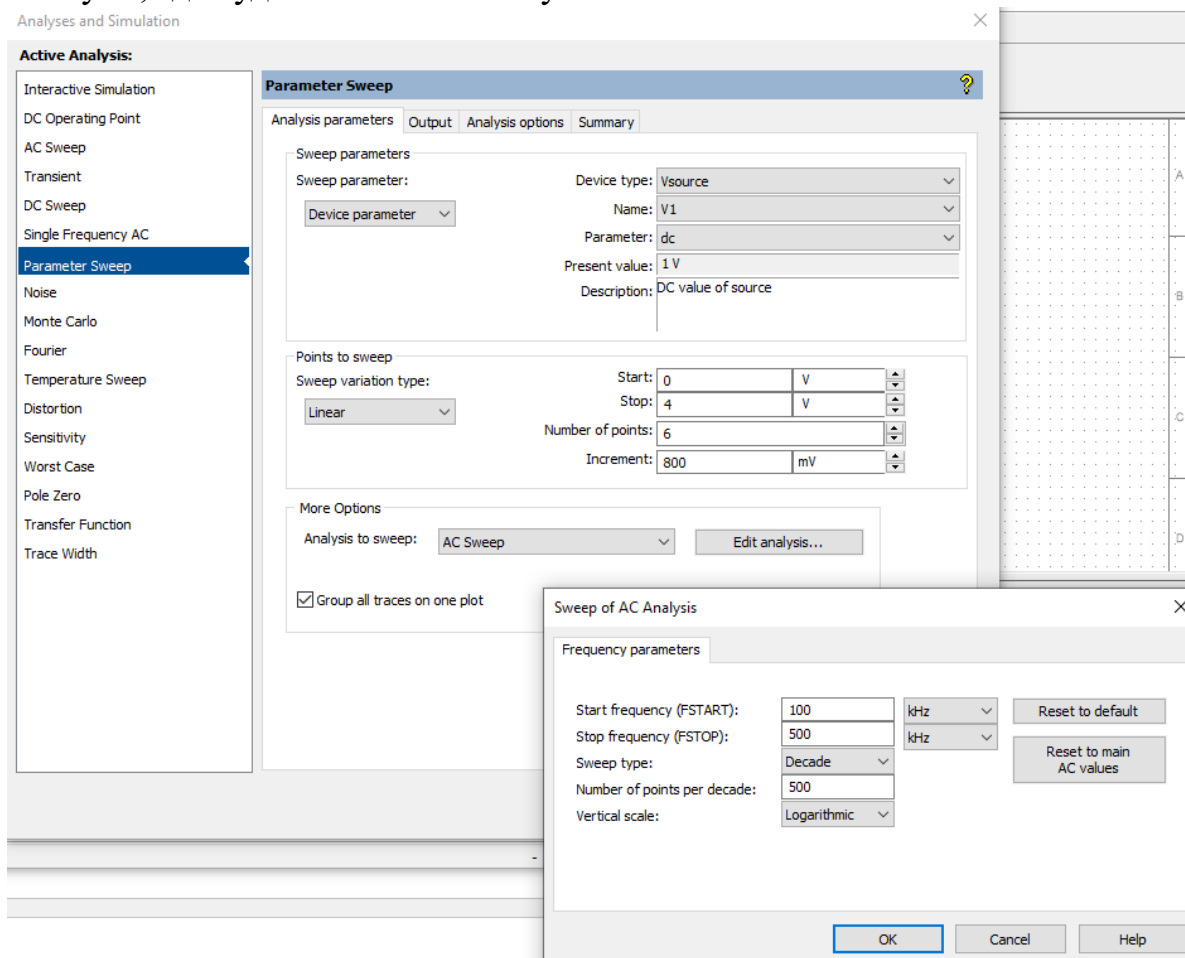 Analyses and Simulation
Active Analysis:
Interactive Simulation
DC Operating Point
AC Sweep
Transient
DC Sweep
Single Frequency AC
Parameter Sweep
Noise
Monte Carlo
Fourier
Temperature Sweep
Distortion
Sensitivity
Worst Case
Pole Zero
Transfer Function
Trace Width
Parameter Sweep
Analysis parameters Output Analysis options Summary
Sweep parameters
Sweep parameter:
Device parameter
Device type: Vsource
Name: V1
Parameter: dc
Present value: 1 V
Description: DC value of source
Points to sweep
Sweep variation type:
Linear
Start: 0 V
Stop: 4 V
Number of points: 6
Increment: 800 mV
More Options
Analysis to sweep: AC Sweep Edit analysis...
Group all traces on one plot
A
B
C
D
Sweep of AC Analysis
Frequency parameters
Start frequency (FSTART): 100 kHz Reset to default
Stop frequency (FSTOP): 500 kHz
Reset to main
AC values
Sweep type: Decade
Number of points per decade: 500
Vertical scale: Logarithmic
OK Cancel Help